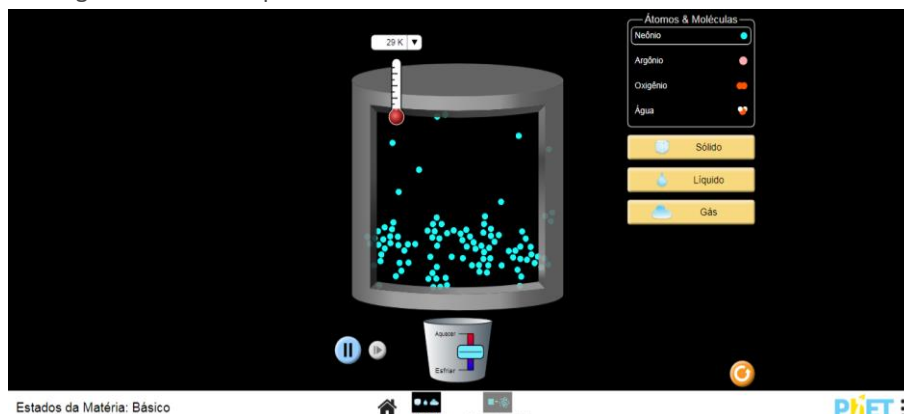 29 K
Átomos & Moléculas
Neônio
Argônio
Oxigênio
Água
Sólido
Líquido
Gás
Aquecer
Esfriar
Estados da Matéria: Básico
PhET